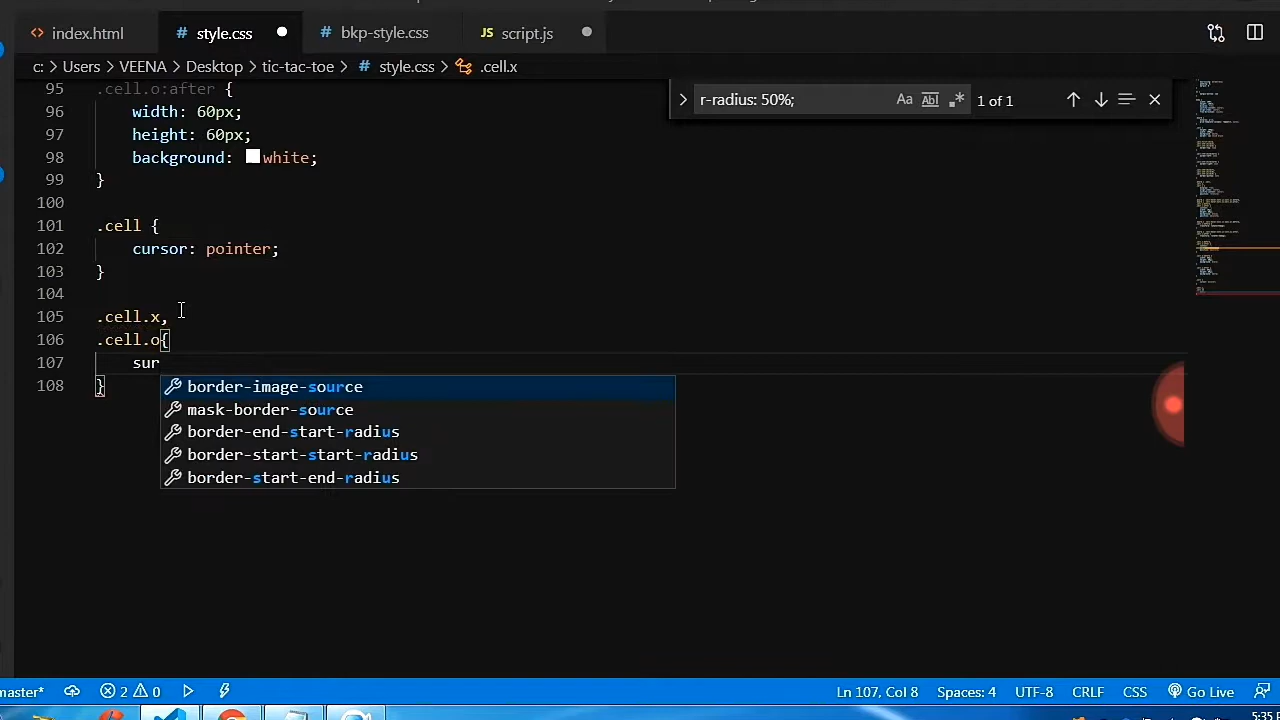 index.html style.css bkp-style.css script.js
c: > Users > VEENA > Desktop > tic-tac-toe > # style.css > .cell.x
r-radius: 50%; Aa Abl .* 1 of 1
95 .cell.o:after {
96 width: 60px;
97 height: 60px;
98 background: white;
99 }
100
101 .cell {
102 cursor: pointer;
103 }
104
105 .cell.x,
106 .cell.o{
107 sur
108 }
border-image-source
mask-border-source
border-end-start-radius
border-start-start-radius
border-start-end-radius
master* 2 0 Ln 107, Col 8 Spaces: 4 UTF-8 CRLF CSS Go Live